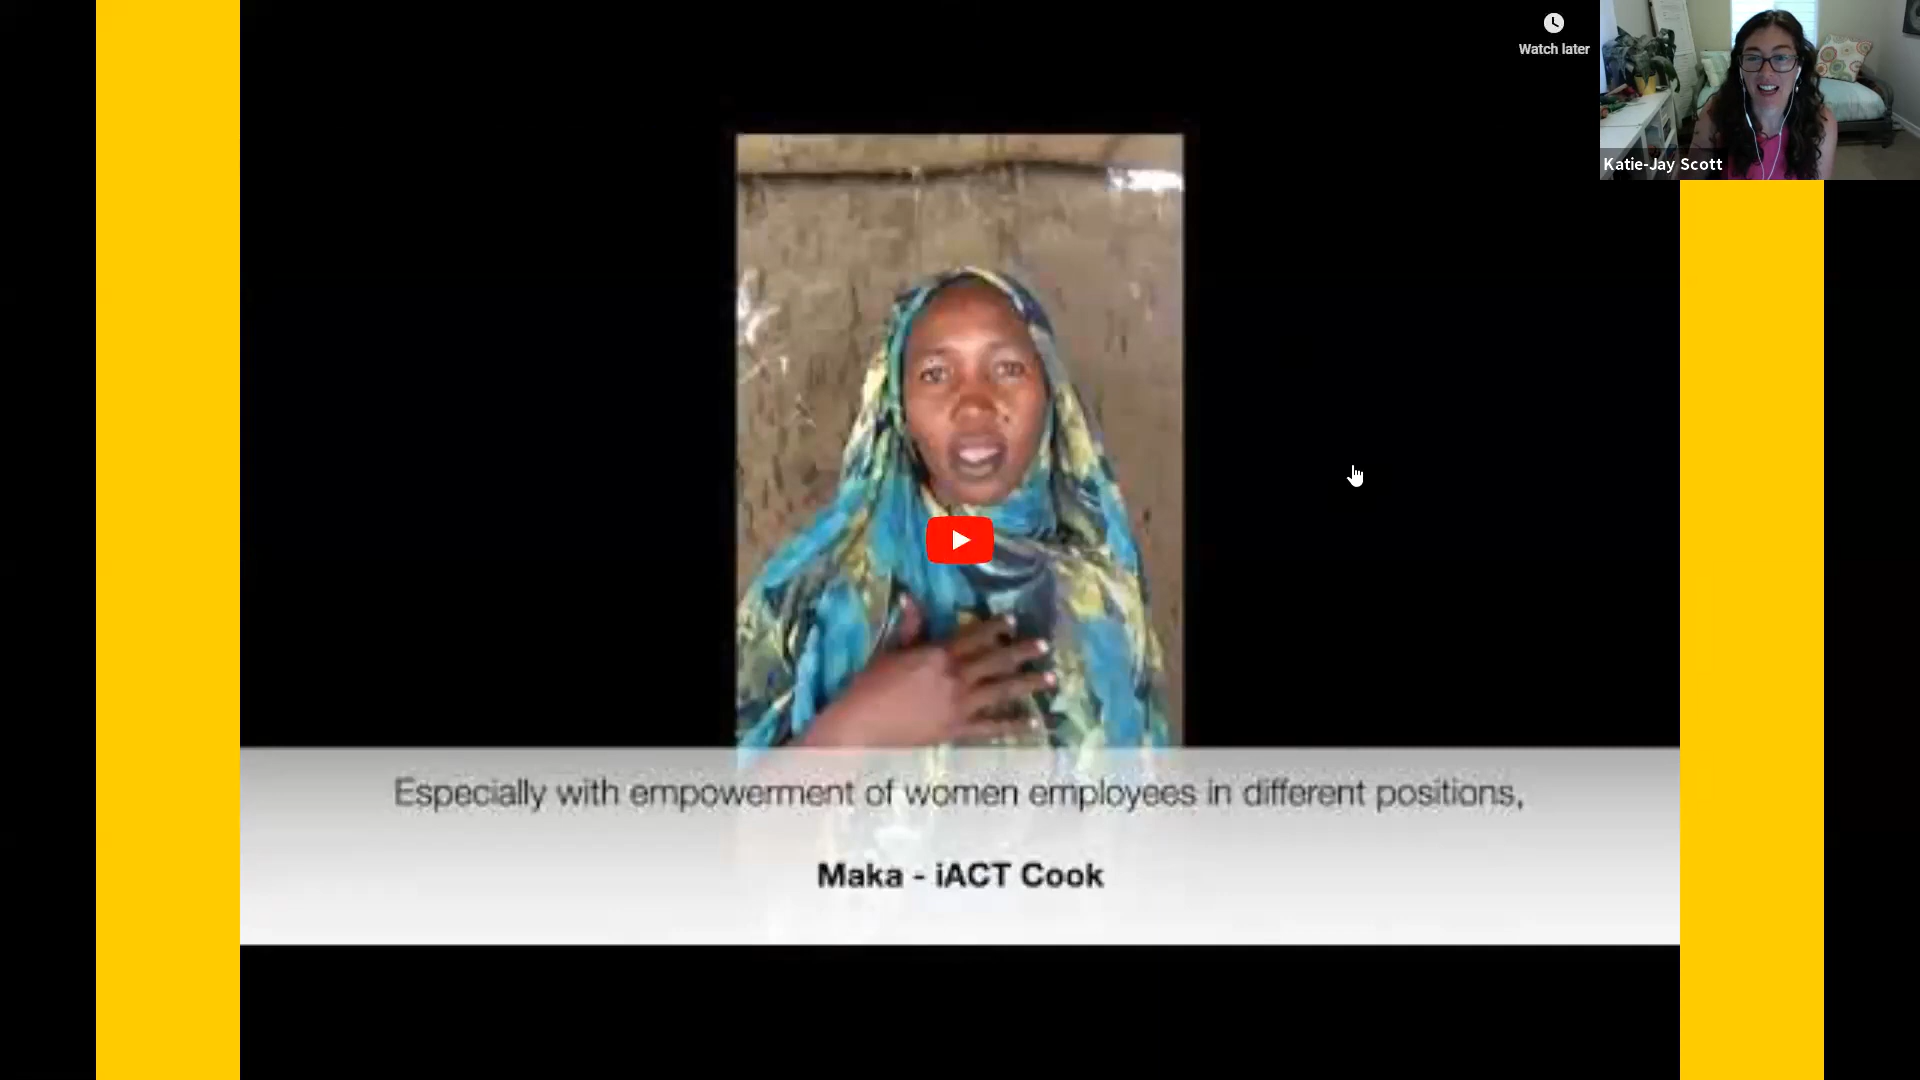 Watch later
Katie-Jay Scott
Especially with empowerment of women employees in different positions,
Maka - iACT Cook